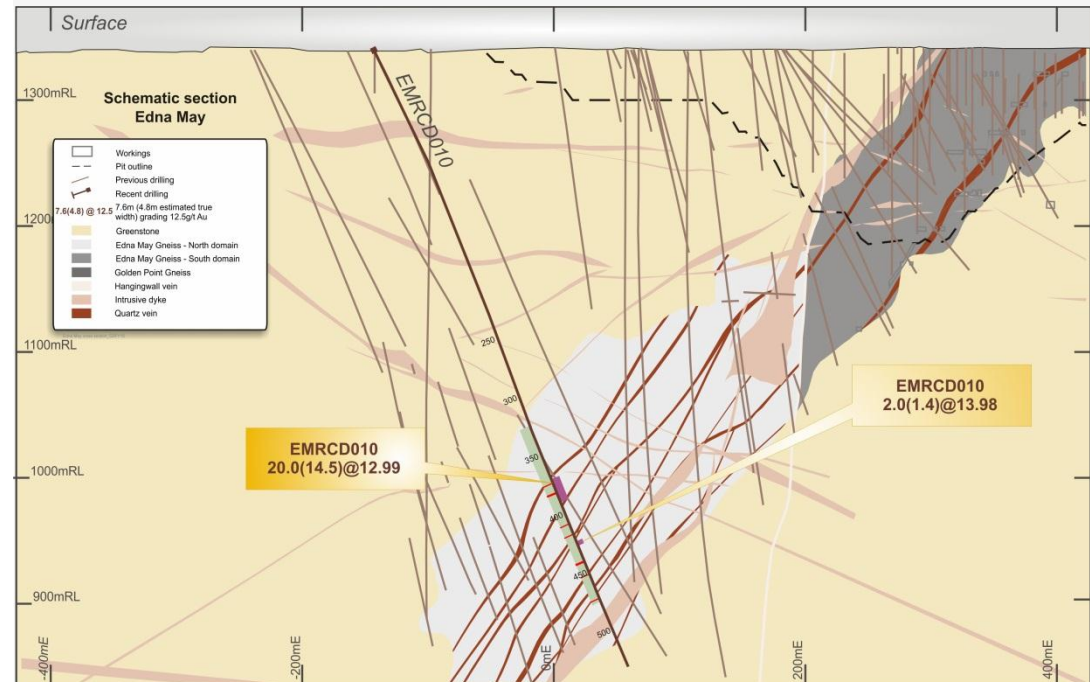 Surface
1300mRL
Schematic section
Edna May
Workings
Pit outline
Previous drilling
Recent drilling
7.6(4.8) @ 12.5
7.6m (4.8m estimated true
width) grading 12.5g/t Au
Greenstone
Edna May Gneiss - North domain
Edna May Gneiss - South domain
Golden Point Gneiss
Hangingwall vein
Intrusive dyke
Quartz vein
EMRCD010
1200mRL
1100mRL
250
300
EMRCD010
2.0(1.4)@13.98
EMRCD010
20.0(14.5)@12.99
350
1000mRL
400
450
900mRL
500
-400mE
-200mE
0mE
200mE
400mE